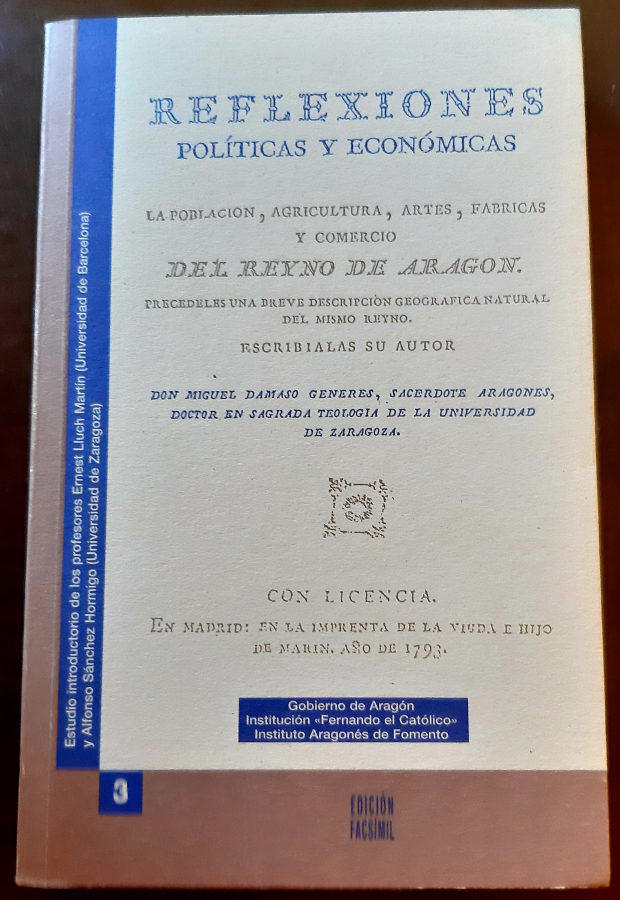 REFLEXIONES
POLÍTICAS Y ECONÓMICAS
LA POBLACION, AGRICULTURA, ARTES, FABRICAS
Y COMERCIO
DEL REYNO DE ARAGON.
PRECEDELES UNA BREVE DESCRIPCION GEOGRAFICA NATURAL
DEL MISMO REYNO.
ESCRIBIALAS SU AUTOR
DON MIGUEL DAMASO GENERES, SACERDOTE ARAGONES,
DOCTOR EN SAGRADA TEOLOGIA DE LA UNIVERSIDAD
DE ZARAGOZA.
CON LICENCIA.
EN MADRID: EN LA IMPRENTA DE LA VIUDA E HIJO
DE MARIN. AÑO DE 1793.
Gobierno de Aragón
Institución «Fernando el Católico»
Instituto Aragonés de Fomento
Estudio introductorio de los profesores Ernest Lluch Martín (Universidad de Barcelona)
y Alfonso Sánchez Hormigo (Universidad de Zaragoza)
3
EDICIÓN
FACSÍMIL